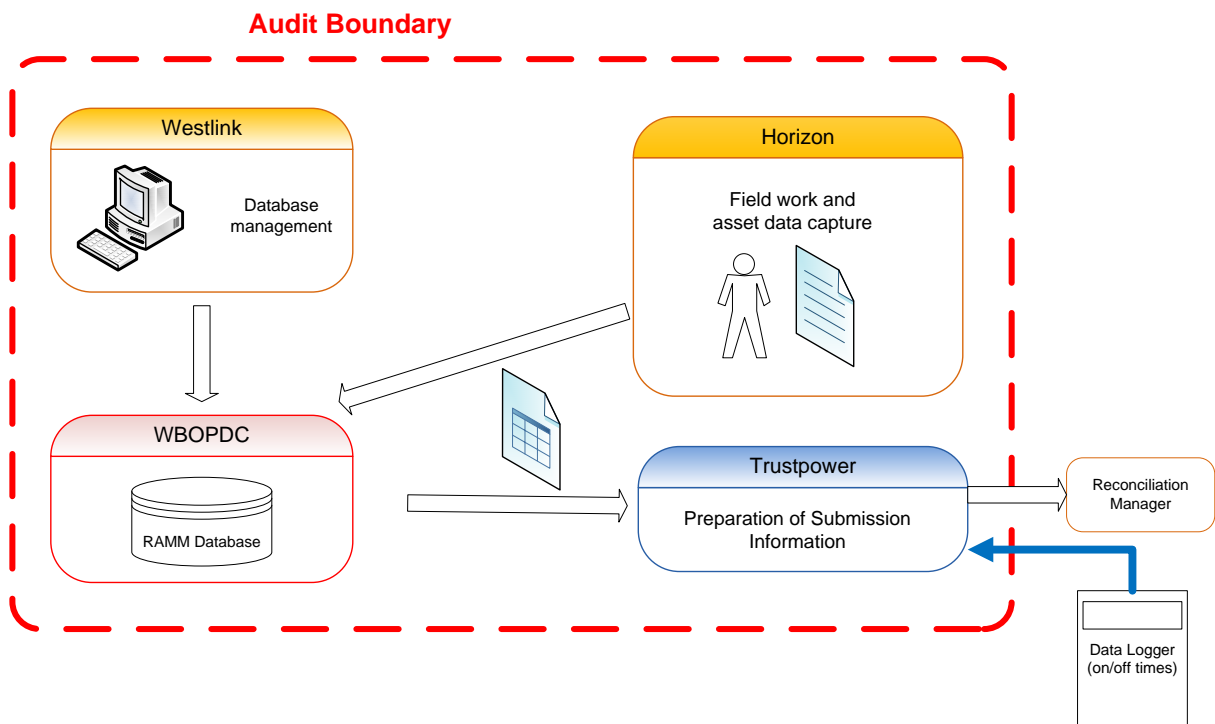 Audit Boundary
Westlink
Database
management
Horizon
Field work and
asset data capture
WBOPDC
RAMM Database
Trustpower
Preparation of Submission
Information
Reconciliation
Manager
Data Logger
(on/off times)